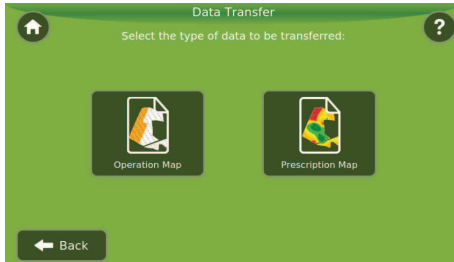 Data Transfer
Select the type of data to be transferred:
?
Operation Map
Prescription Map
Back